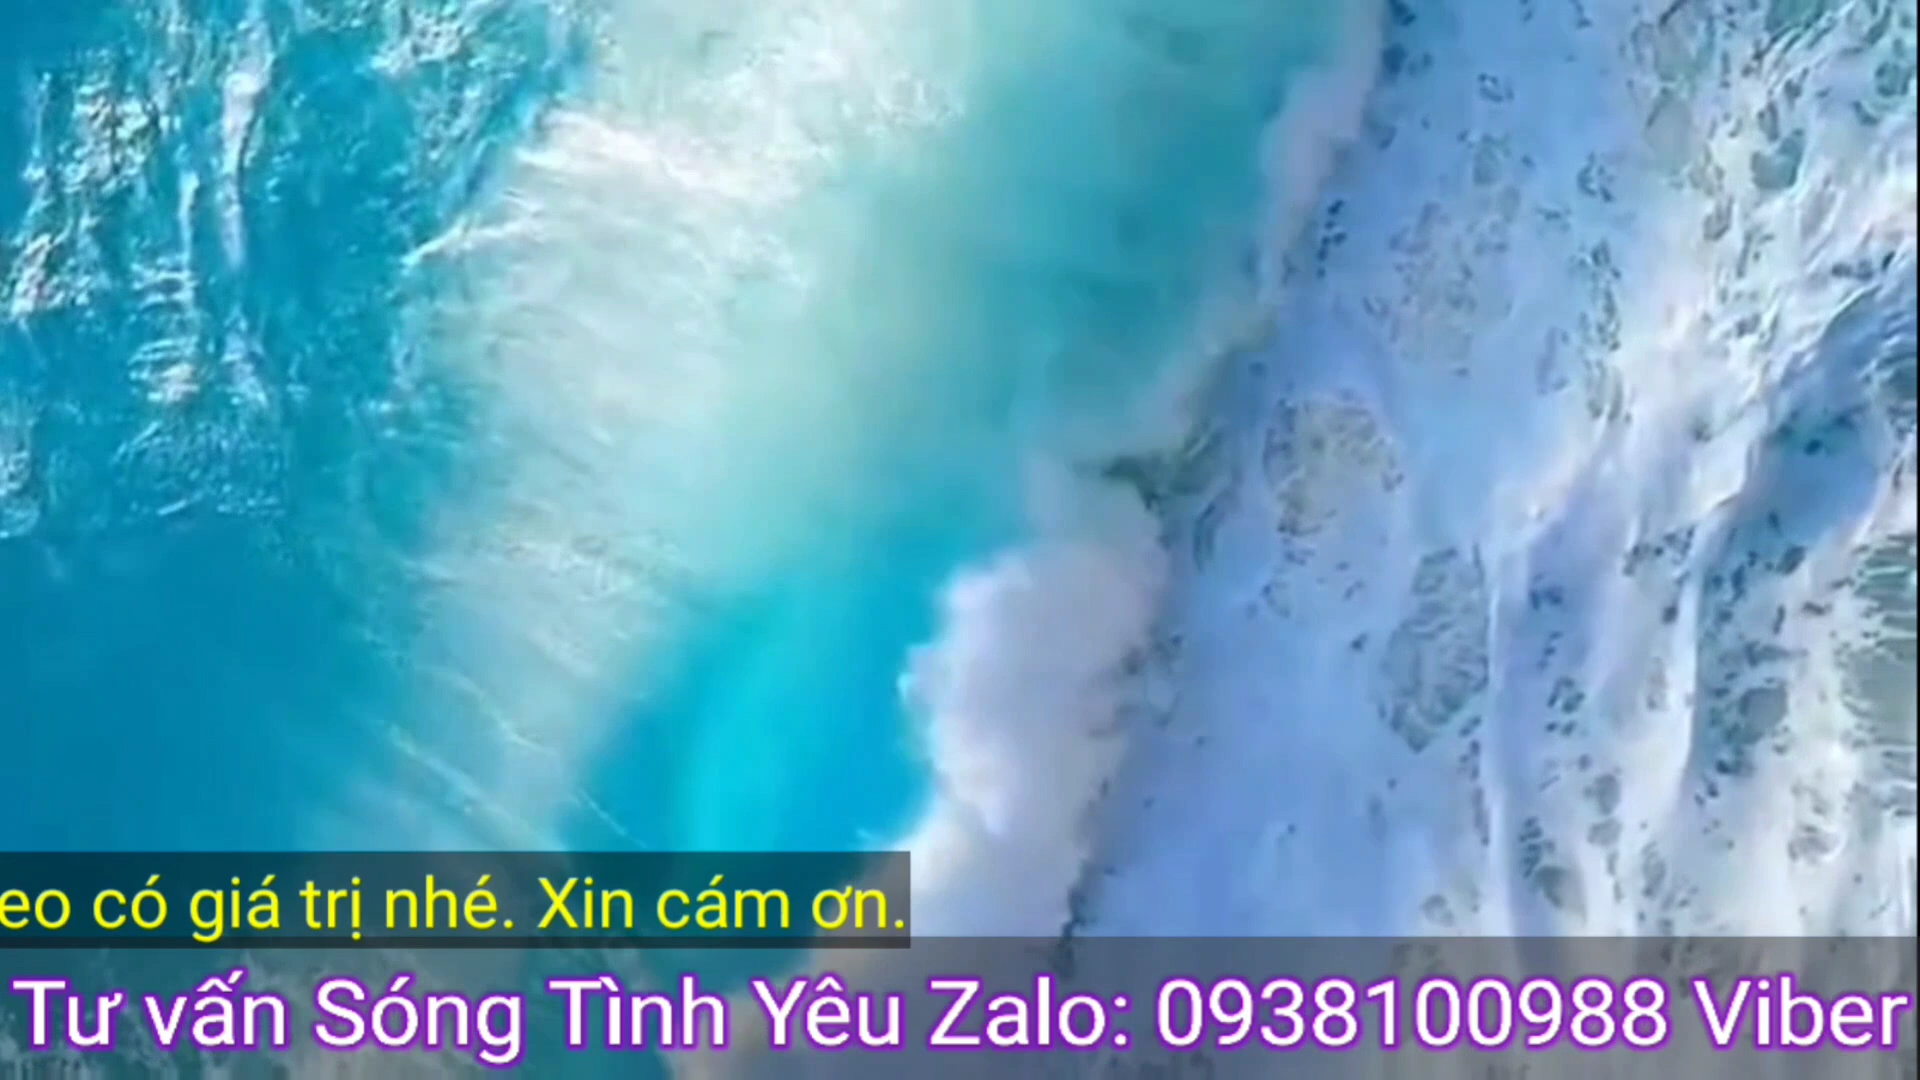 eo có giá trị nhé. Xin cám ơn.
Tư vấn Sóng Tình Yêu Zalo: 0938100988 Viber